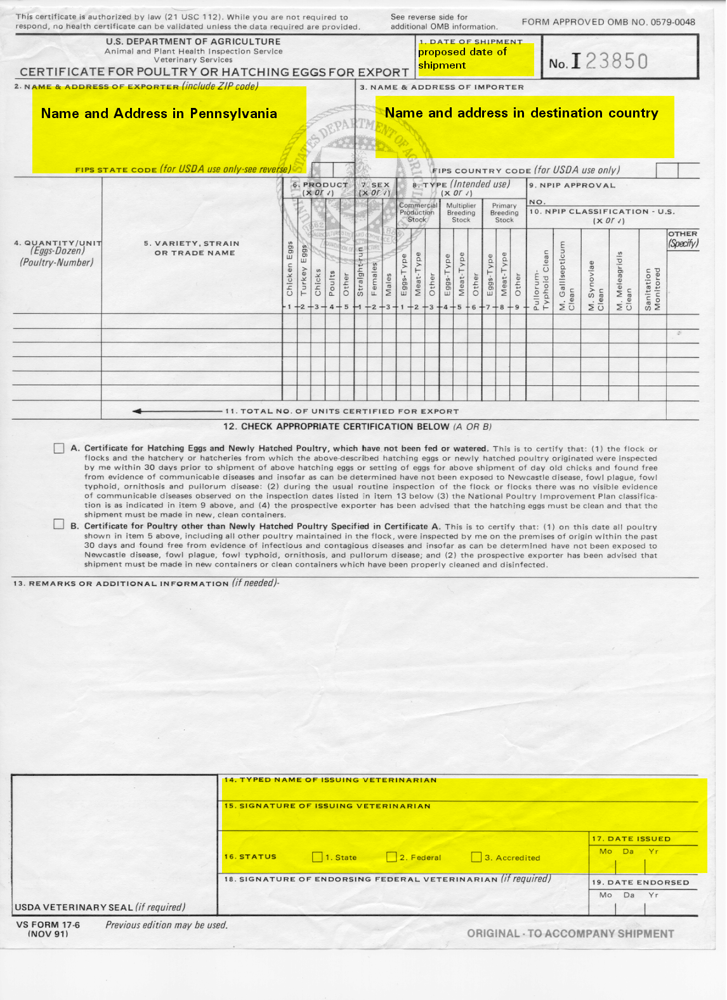 This certificate is authorized by law (21 USC 112). While you are not required to
respond, no health certificate can be validated unless the data required are provided.
See reverse side for
additional OMB information.
FORM APPROVED OMB NO. 0579-0048
U.S. DEPARTMENT OF AGRICULTURE
Animal and Plant Health Inspection Service
Veterinary Services
CERTIFICATE FOR POULTRY OR HATCHING EGGS FOR EXPORT
1. DATE OF SHIPMENT
proposed date of
shipment
No. I 23850
2. NAME & ADDRESS OF EXPORTER (include ZIP code)
Name and Address in Pennsylvania
FIPS STATE CODE (for USDA use only-see reverse)
3. NAME & ADDRESS OF IMPORTER
Name and address in destination country
FIPS COUNTRY CODE (for USDA use only)
UNITED STATES DEPARTMENT OF AGRICULTURE
1862
1889
4. QUANTITY/UNIT
(Eggs-Dozen)
(Poultry-Number)
5. VARIETY, STRAIN
OR TRADE NAME
6. PRODUCT
(X or √)
Chicken Eggs
Turkey Eggs
Chicks
Poults
Other
1 2 3 4 5
7. SEX
(X or √)
Straight-run
Females
Males
1 2 3
8. TYPE (Intended use)
(X or √)
Commercial
Production
Stock
Multiplier
Breeding
Stock
Primary
Breeding
Stock
Eggs-Type
Meat-Type
Other
Eggs-Type
Meat-Type
Other
Eggs-Type
Meat-Type
Other
1 2 3 4 5 6 7 8 9
9. NPIP APPROVAL
NO.
10. NPIP CLASSIFICATION - U.S.
(X or √)
Pullorum-
Typhoid Clean
M. Gallisepticum
Clean
M. Synoviae
Clean
M. Meleagridis
Clean
Sanitation
Monitored
OTHER
(Specify)
11. TOTAL NO. OF UNITS CERTIFIED FOR EXPORT
12. CHECK APPROPRIATE CERTIFICATION BELOW (A OR B)
A. Certificate for Hatching Eggs and Newly Hatched Poultry, which have not been fed or watered. This is to certify that: (1) the flock or
flocks and the hatchery or hatcheries from which the above-described hatching eggs or newly hatched poultry originated were inspected
by me within 30 days prior to shipment of above hatching eggs or setting of eggs for above shipment of day old chicks and found free
from evidence of communicable diseases and insofar as can be determined have not been exposed to Newcastle disease, fowl plague, fowl
typhoid, ornithosis and pullorum disease: (2) during the usual routine inspection of the flock or flocks there was no visible evidence
of communicable diseases observed on the inspection dates listed in item 13 below (3) the National Poultry Improvement Plan classifica-
tion is as indicated in item 9 above, and (4) the prospective exporter has been advised that the hatching eggs must be clean and that the
shipment must be made in new, clean containers.
B. Certificate for Poultry other than Newly Hatched Poultry Specified in Certificate A. This is to certify that: (1) on this date all poultry
shown in item 5 above, including all other poultry maintained in the flock, were inspected by me on the premises of origin within the past
30 days and found free from evidence of infectious and contagious diseases and insofar as can be determined have not been exposed to
Newcastle disease, fowl plague, fowl typhoid, ornithosis, and pullorum disease; and (2) the prospective exporter has been advised that
shipment must be made in new containers or clean containers which have been properly cleaned and disinfected.
13. REMARKS OR ADDITIONAL INFORMATION (if needed)-
14. TYPED NAME OF ISSUING VETERINARIAN
15. SIGNATURE OF ISSUING VETERINARIAN
16. STATUS 1. State 2. Federal 3. Accredited
17. DATE ISSUED
Mo Da Yr
18. SIGNATURE OF ENDORSING FEDERAL VETERINARIAN (if required)
19. DATE ENDORSED
Mo Da Yr
USDA VETERINARY SEAL (if required)
VS FORM 17-6
(NOV 91)
Previous edition may be used.
ORIGINAL - TO ACCOMPANY SHIPMENT